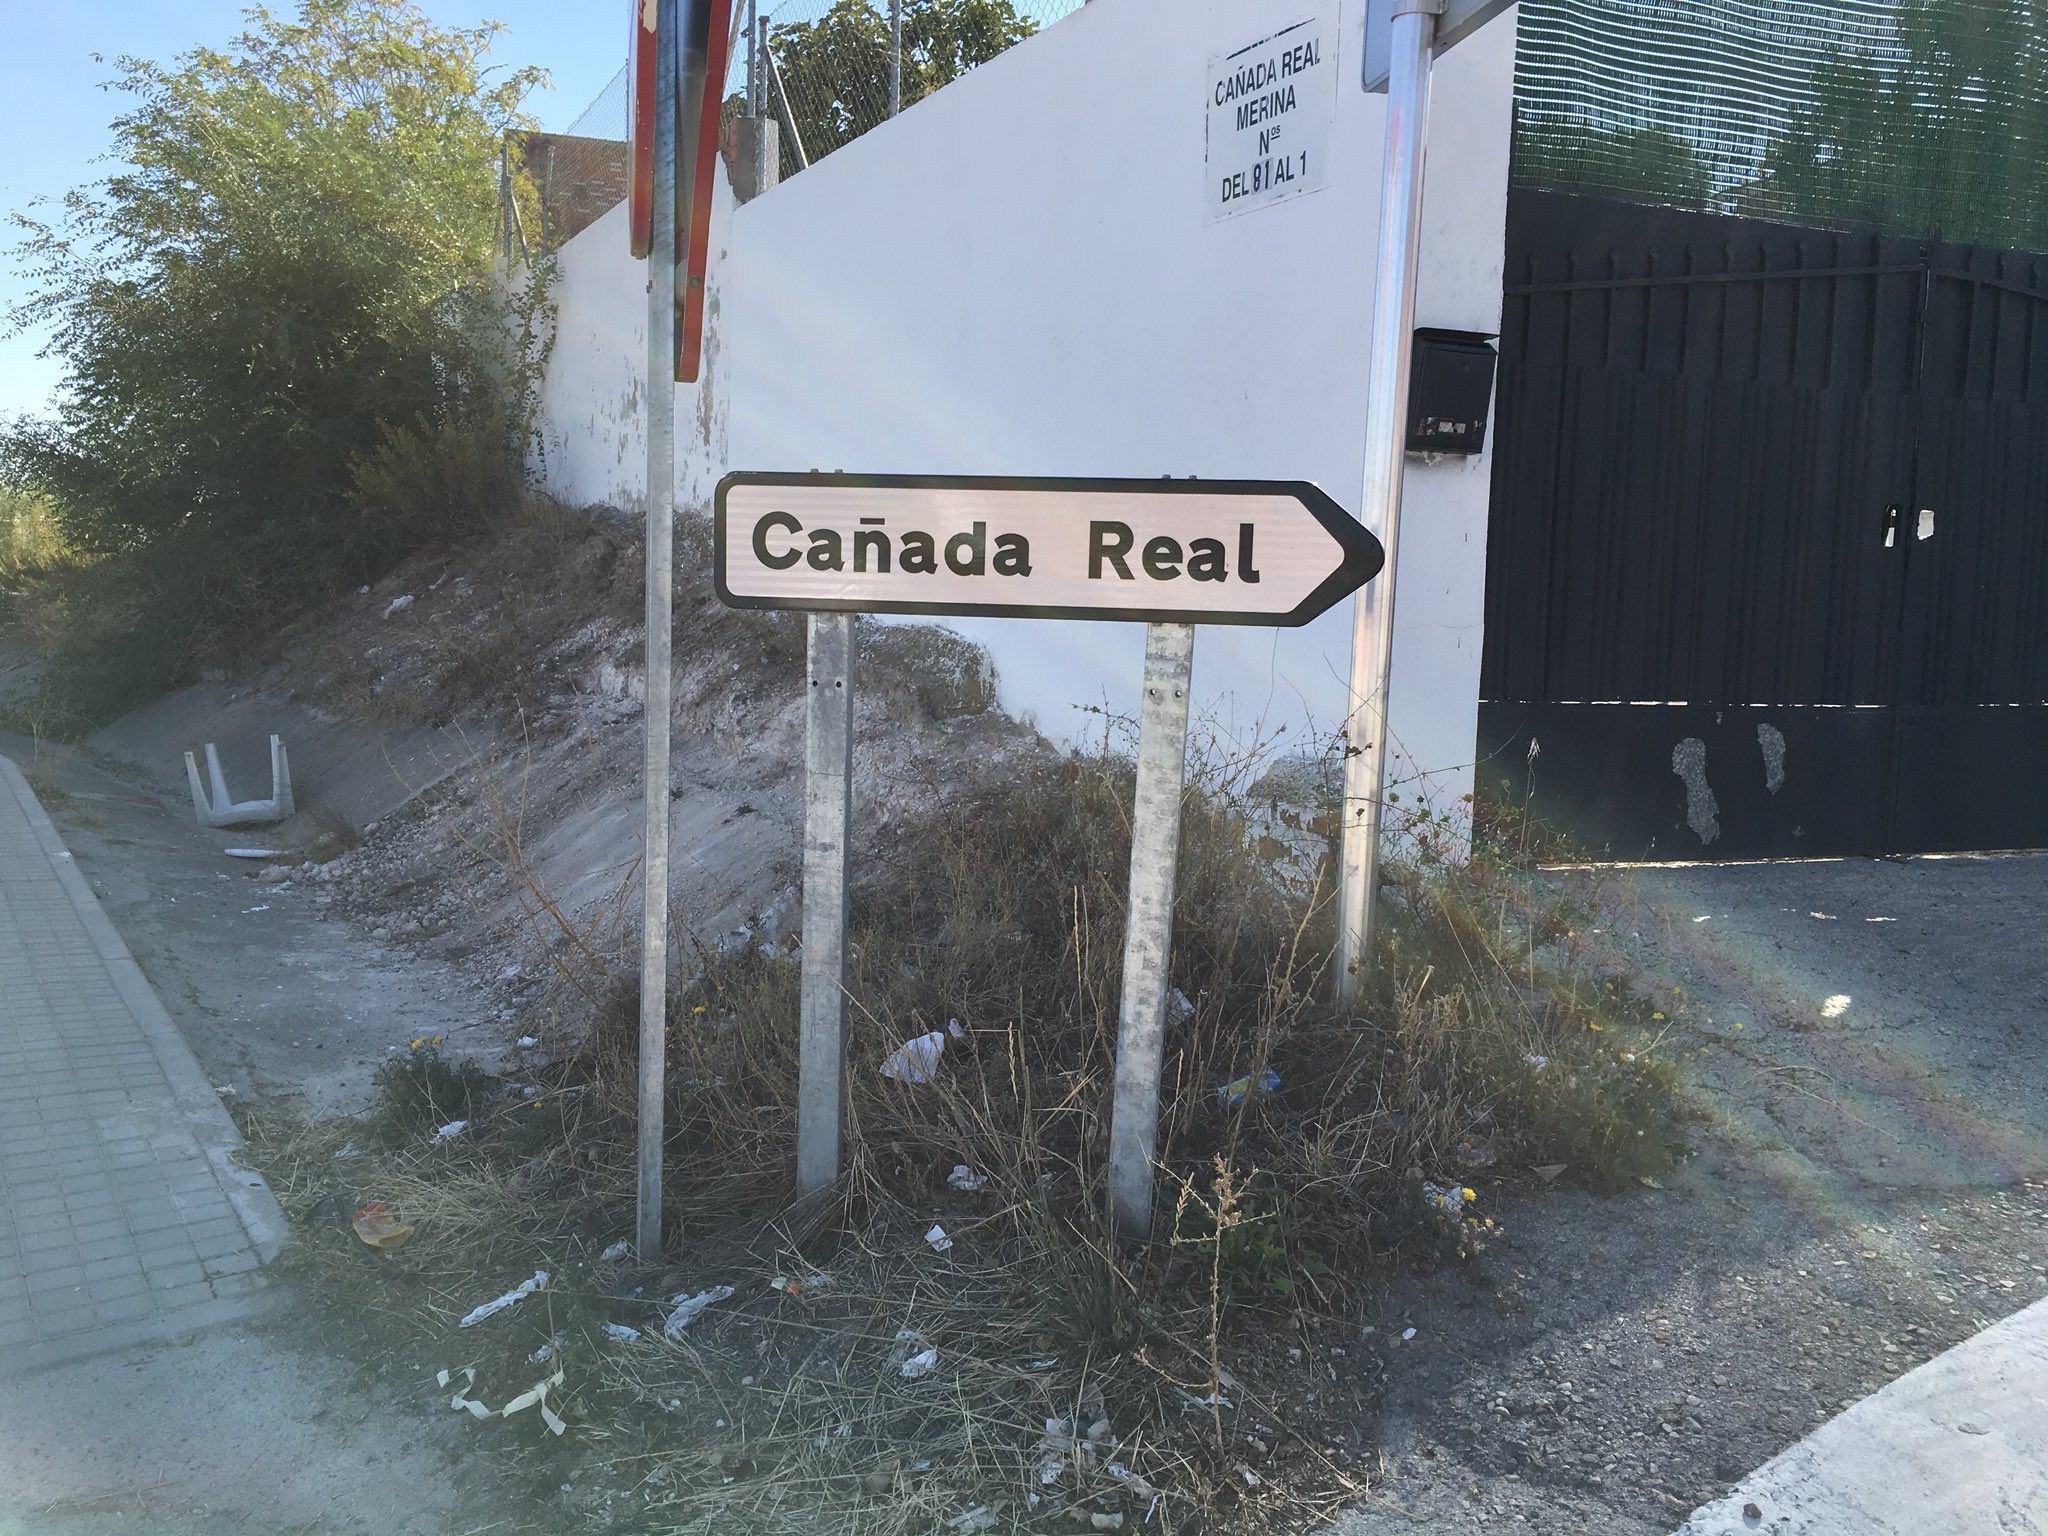 CAÑADA REAL
MERINA
Nºˢ
DEL 81 AL 1
Cañada Real